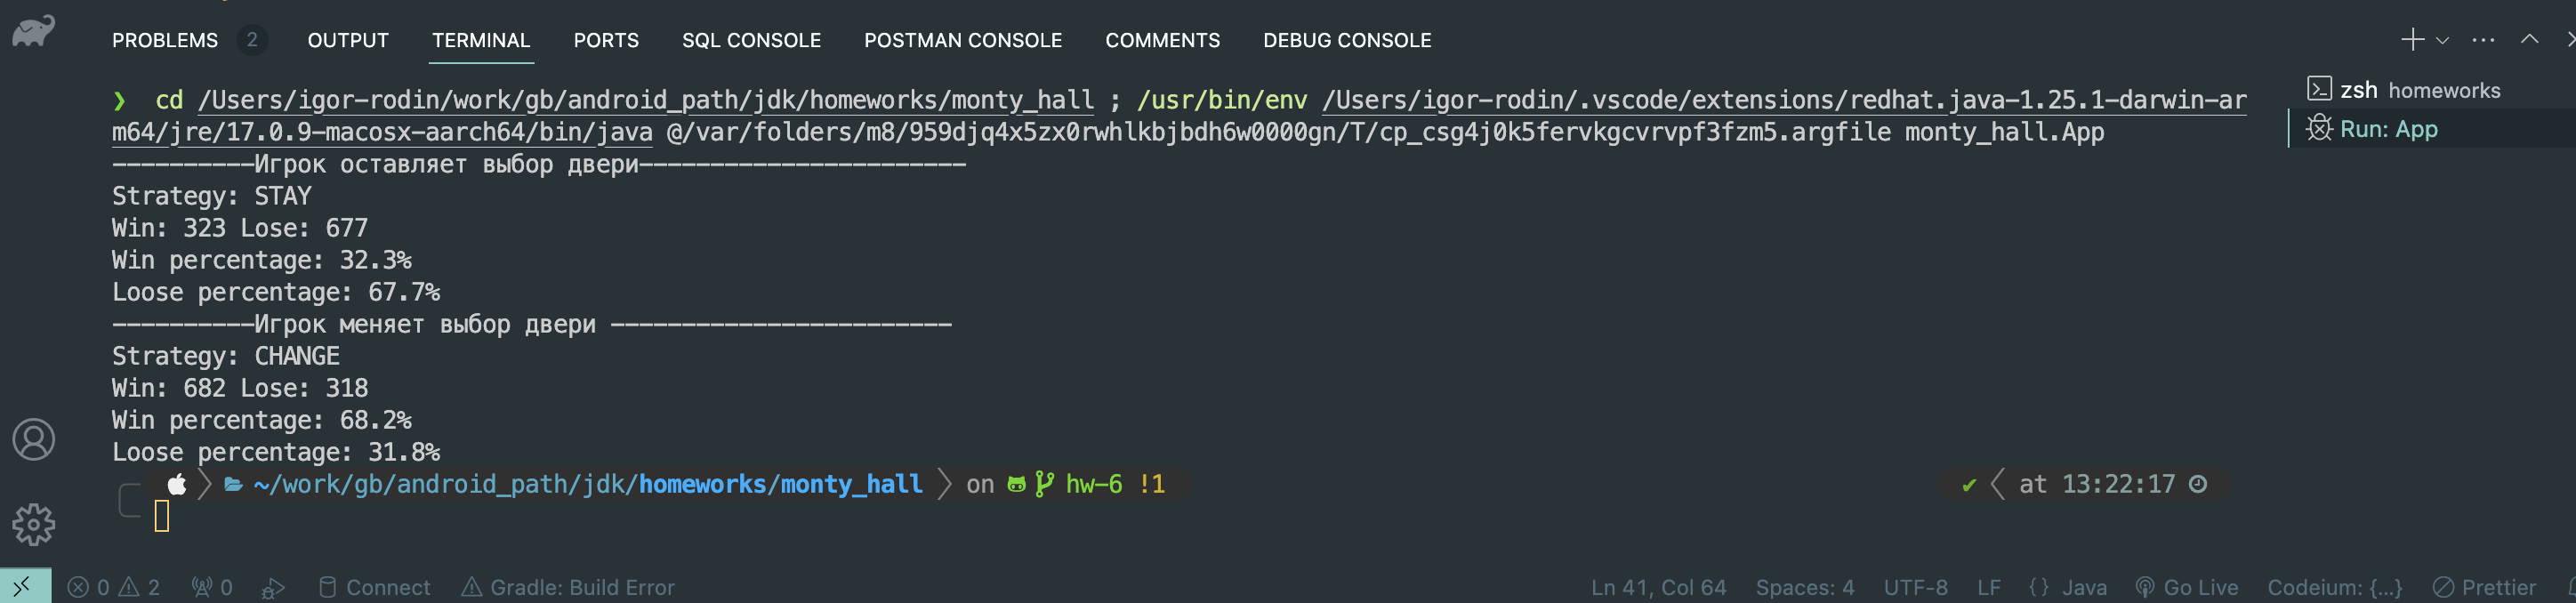 PROBLEMS 2 OUTPUT TERMINAL PORTS SQL CONSOLE POSTMAN CONSOLE COMMENTS DEBUG CONSOLE
❯ cd /Users/igor-rodin/work/gb/android_path/jdk/homeworks/monty_hall ; /usr/bin/env /Users/igor-rodin/.vscode/extensions/redhat.java-1.25.1-darwin-ar
m64/jre/17.0.9-macosx-aarch64/bin/java @/var/folders/m8/959djq4x5zx0rwhlkbjbdh6w0000gn/T/cp_csg4j0k5fervkgcvrvpf3fzm5.argfile monty_hall.App
----------Игрок оставляет выбор двери-----------------------
Strategy: STAY
Win: 323 Lose: 677
Win percentage: 32.3%
Loose percentage: 67.7%
----------Игрок меняет выбор двери ------------------------
Strategy: CHANGE
Win: 682 Lose: 318
Win percentage: 68.2%
Loose percentage: 31.8%
~/work/gb/android_path/jdk/homeworks/monty_hall on hw-6 !1 ✔ at 13:22:17
zsh homeworks
Run: App
0 2 0 Connect Gradle: Build Error Ln 41, Col 64 Spaces: 4 UTF-8 LF {} Java Go Live Codeium: {...} Prettier